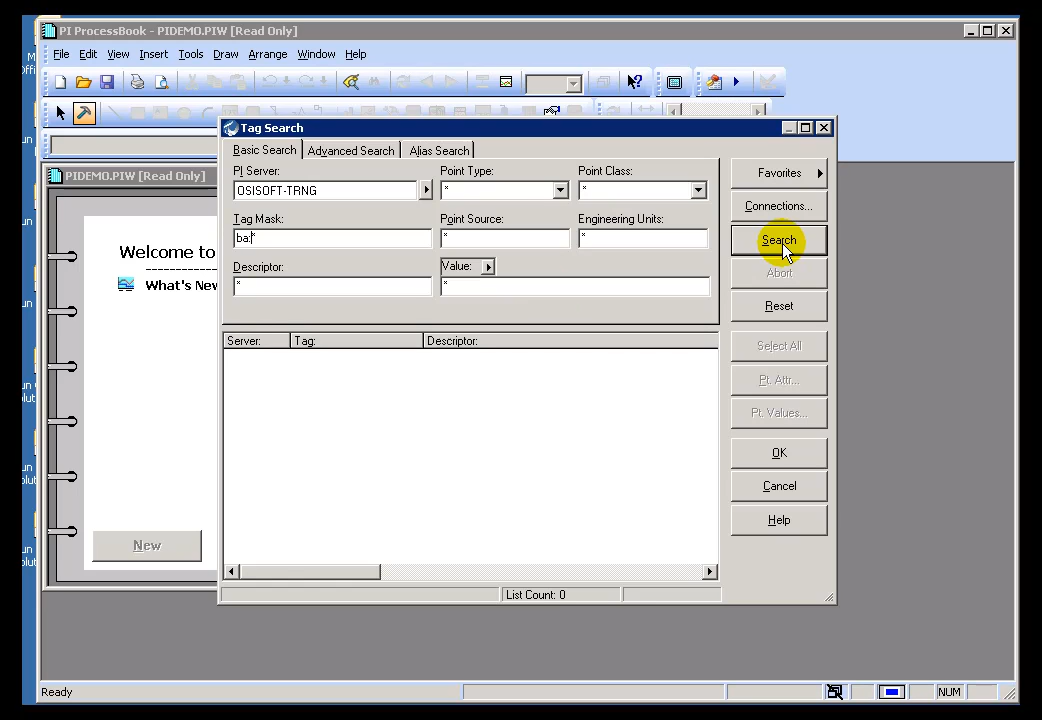 PI ProcessBook - PIDEMO.PIW [Read Only]
File Edit View Insert Tools Draw Arrange Window Help
Tag Search
Basic Search Advanced Search Alias Search
PI Server: Point Type: Point Class:
OSISOFT-TRNG * *
Tag Mask: Point Source: Engineering Units:
ba:* * *
Descriptor: Value:
* *
Server: Tag: Descriptor:
List Count: 0
Favorites
Connections...
Search
Abort
Reset
Select All
Pt. Attr...
Pt. Values...
OK
Cancel
Help
PIDEMO.PIW [Read Only]
Welcome to
What's New
New
Ready NUM